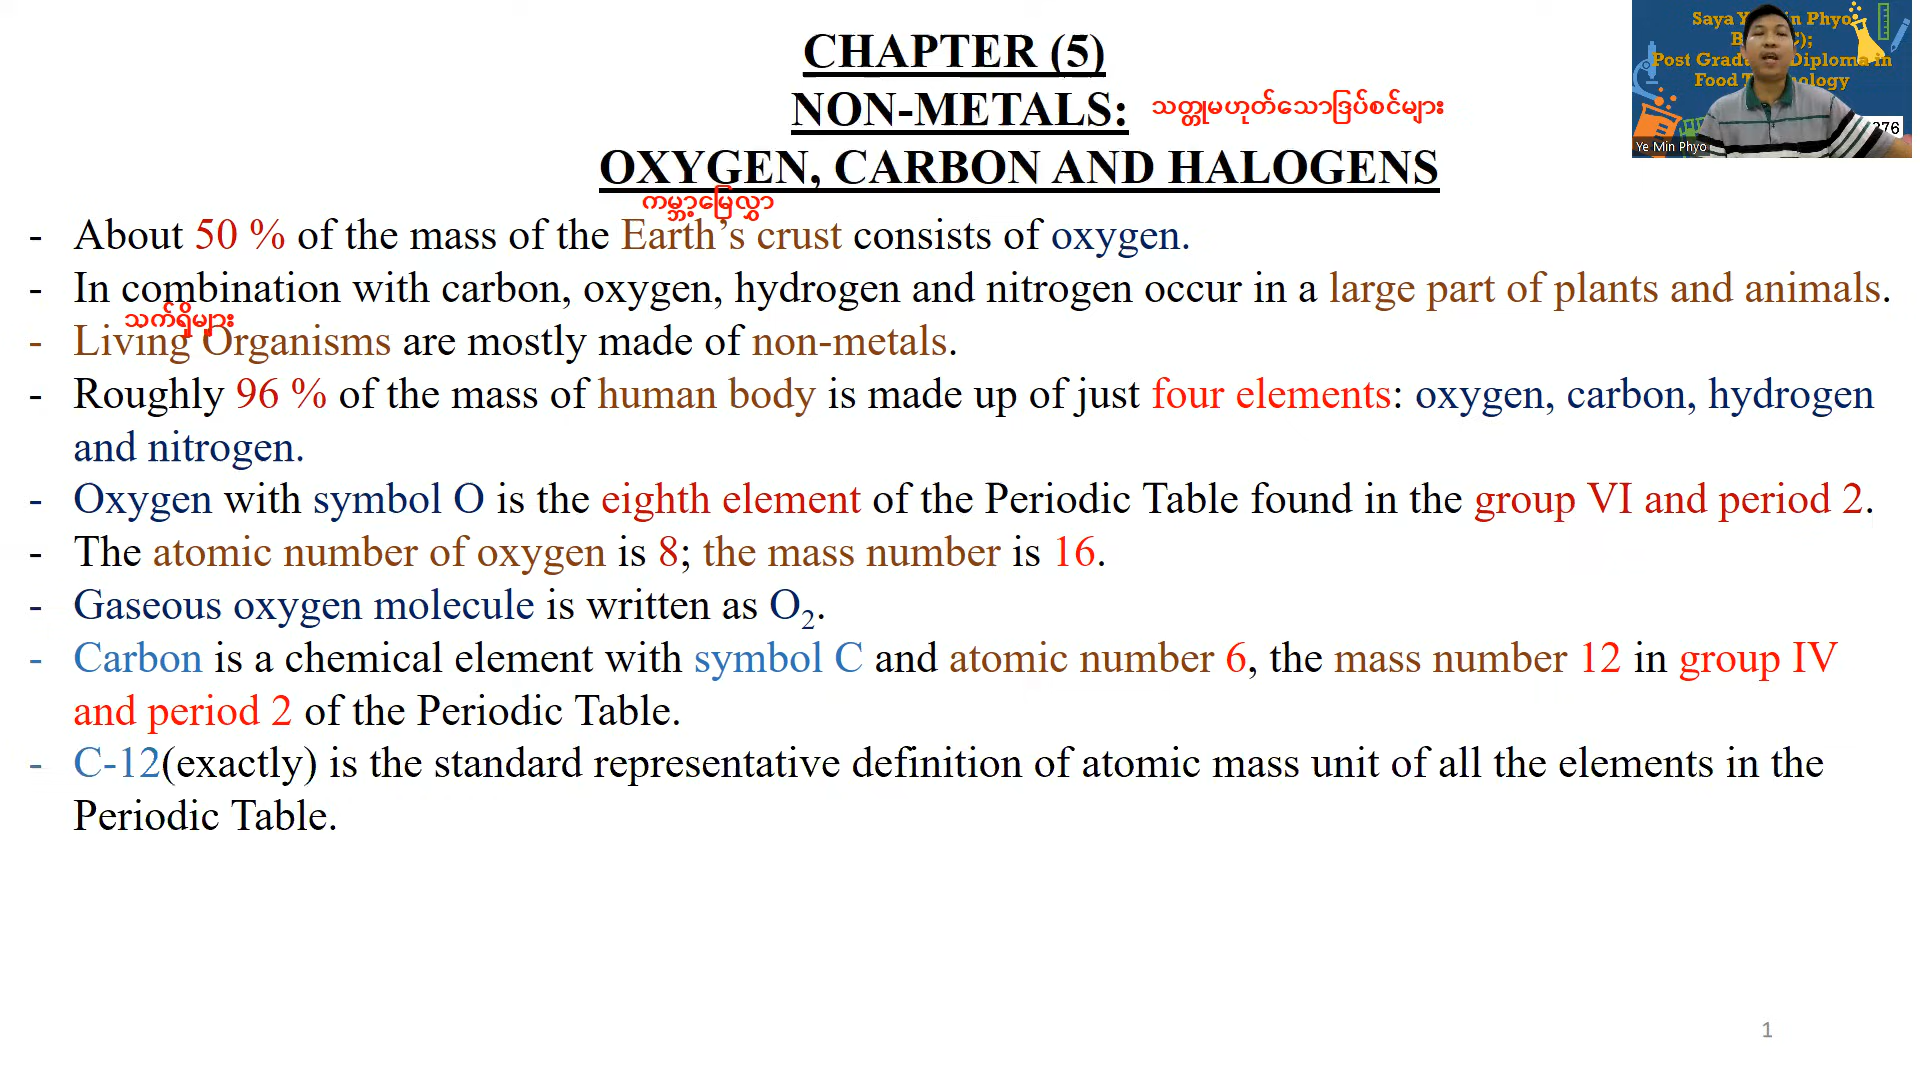 CHAPTER (5)
NON-METALS: သတ္တုမဟုတ်သောဒြပ်စင်များ
OXYGEN, CARBON AND HALOGENS
ကမ္ဘာ့မြေလွှာ
- About 50 % of the mass of the Earth’s crust consists of oxygen.
- In combination with carbon, oxygen, hydrogen and nitrogen occur in a large part of plants and animals.
သက်ရှိများ
- Living Organisms are mostly made of non-metals.
- Roughly 96 % of the mass of human body is made up of just four elements: oxygen, carbon, hydrogen
and nitrogen.
- Oxygen with symbol O is the eighth element of the Periodic Table found in the group VI and period 2.
- The atomic number of oxygen is 8; the mass number is 16.
- Gaseous oxygen molecule is written as O₂.
- Carbon is a chemical element with symbol C and atomic number 6, the mass number 12 in group IV
and period 2 of the Periodic Table.
- C-12(exactly) is the standard representative definition of atomic mass unit of all the elements in the
Periodic Table.
1
Saya Phyo
Post Diploma in
Food
376
Ye Min Phyo